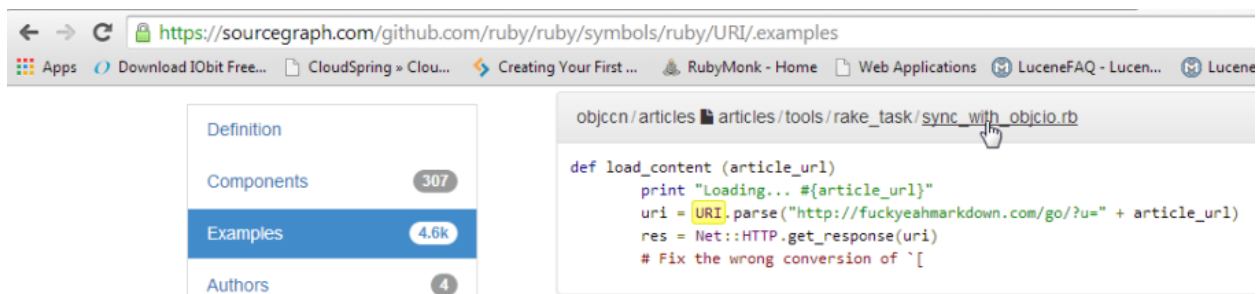 https://sourcegraph.com/github.com/ruby/ruby/symbols/ruby/URI/.examples
Apps Download IObit Free... CloudSpring » Clou... Creating Your First ... RubyMonk - Home Web Applications LuceneFAQ - Lucen... Lucene
Definition
Components 307
Examples 4.6k
Authors 4
objccn/articles articles/tools/rake_task/sync_with_objcio.rb
def load_content (article_url)
print "Loading... #{article_url}"
uri = URI.parse("http://fuckyeahmarkdown.com/go/?u=" + article_url)
res = Net::HTTP.get_response(uri)
# Fix the wrong conversion of `[